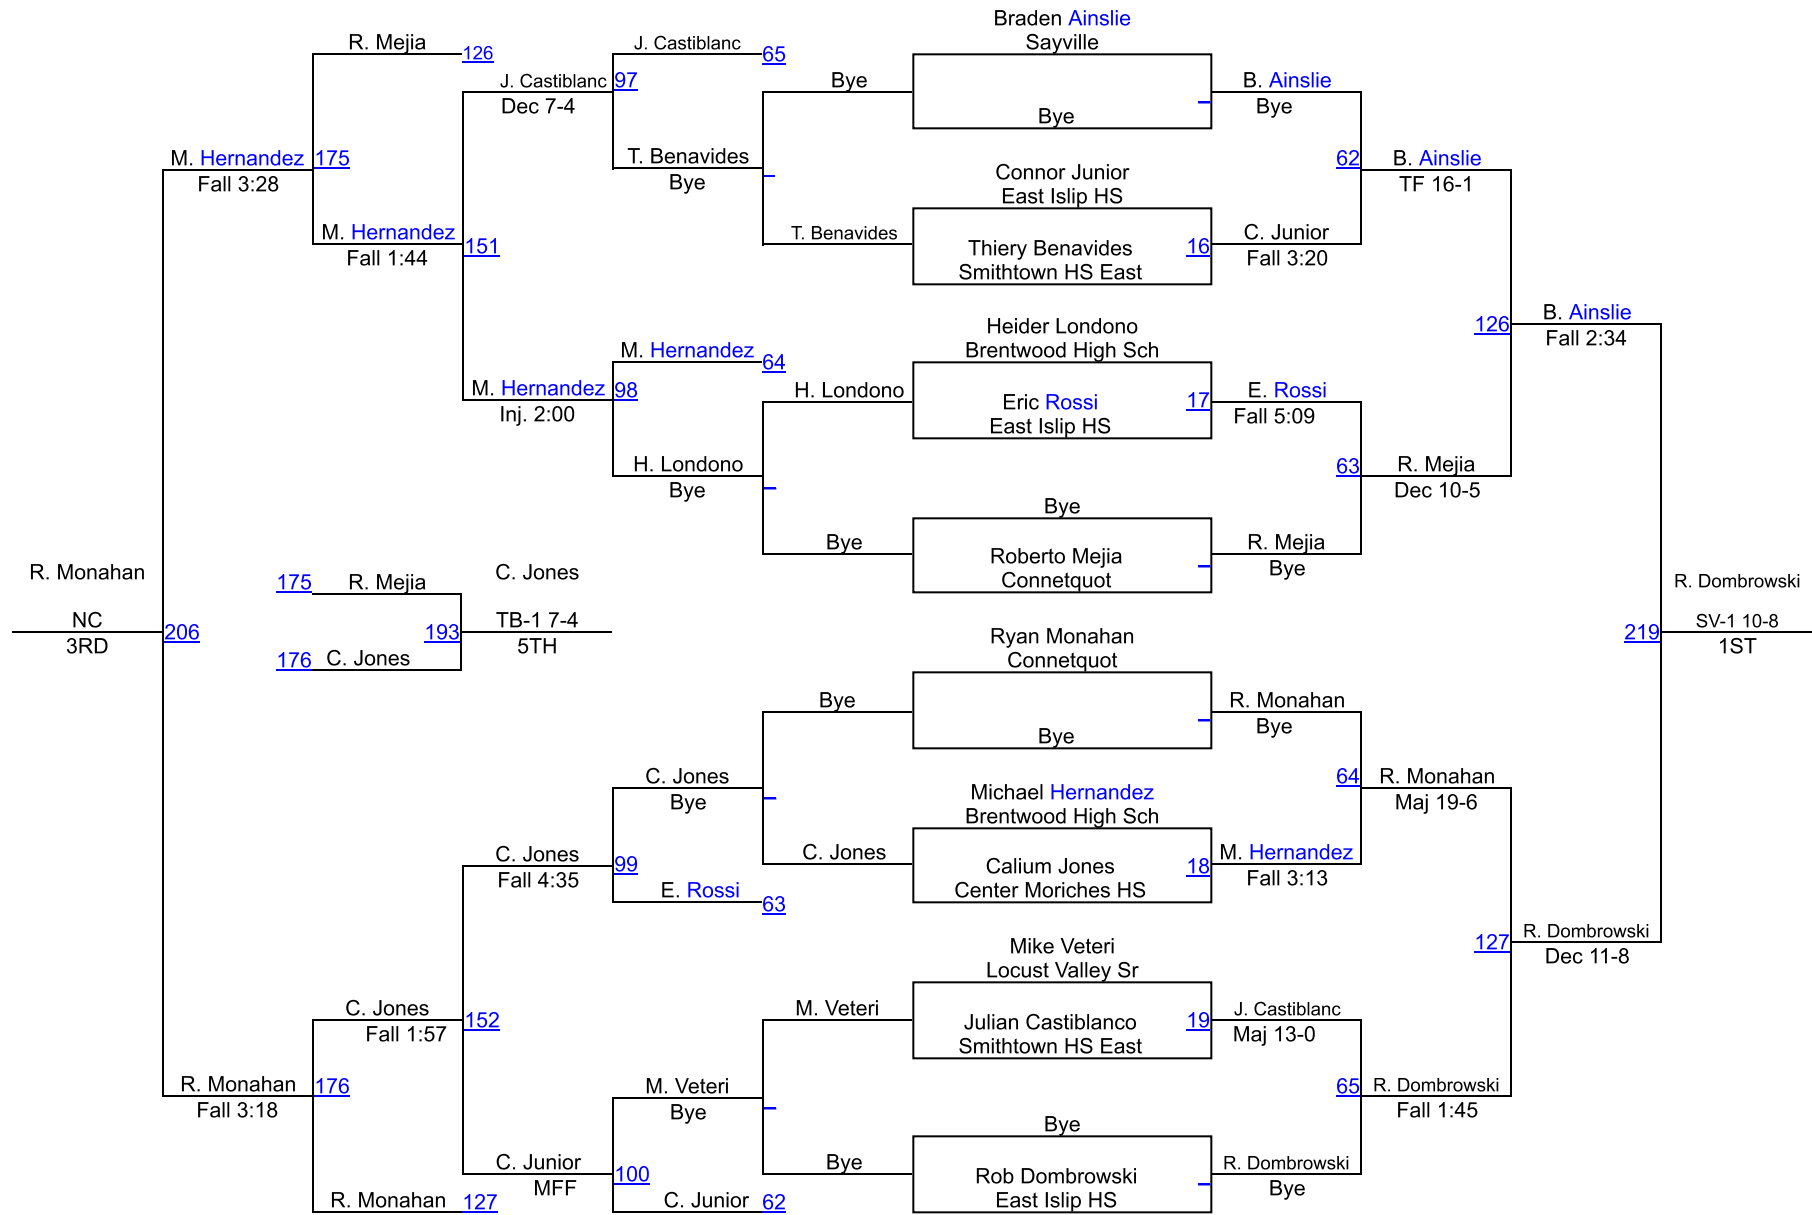 Braden Ainslie
Sayville
R. Mejia
126
J. Castiblanc
65
J. Castiblanc
97
Dec 7-4
Bye
B. Ainslie
Bye
Bye
M. Hernandez
175
Fall 3:28
T. Benavides
Bye
Connor Junior
East Islip HS
62
B. Ainslie
TF 16-1
M. Hernandez
151
Fall 1:44
T. Benavides
Thiery Benavides
Smithtown HS East
16
C. Junior
Fall 3:20
Heider Londono
Brentwood High Sch
126
B. Ainslie
Fall 2:34
M. Hernandez
64
M. Hernandez
98
Inj. 2:00
H. Londono
Eric Rossi
East Islip HS
17
E. Rossi
Fall 5:09
H. Londono
Bye
63
R. Mejia
Dec 10-5
Bye
Bye
Roberto Mejia
Connetquot
R. Mejia
Bye
R. Monahan
NC
3RD
206
175
R. Mejia
176
C. Jones
193
C. Jones
TB-1 7-4
5TH
R. Dombrowski
219
SV-1 10-8
1ST
Ryan Monahan
Connetquot
Bye
Bye
R. Monahan
Bye
C. Jones
Bye
Michael Hernandez
Brentwood High Sch
64
R. Monahan
Maj 19-6
C. Jones
99
Fall 4:35
C. Jones
Calium Jones
Center Moriches HS
18
M. Hernandez
Fall 3:13
E. Rossi
63
Mike Veteri
Locust Valley Sr
127
R. Dombrowski
Dec 11-8
C. Jones
152
Fall 1:57
M. Veteri
Julian Castiblanco
Smithtown HS East
19
J. Castiblanc
Maj 13-0
R. Monahan
176
Fall 3:18
M. Veteri
Bye
65
R. Dombrowski
Fall 1:45
Bye
C. Junior
100
MFF
Bye
Rob Dombrowski
East Islip HS
R. Dombrowski
Bye
R. Monahan
127
C. Junior
62